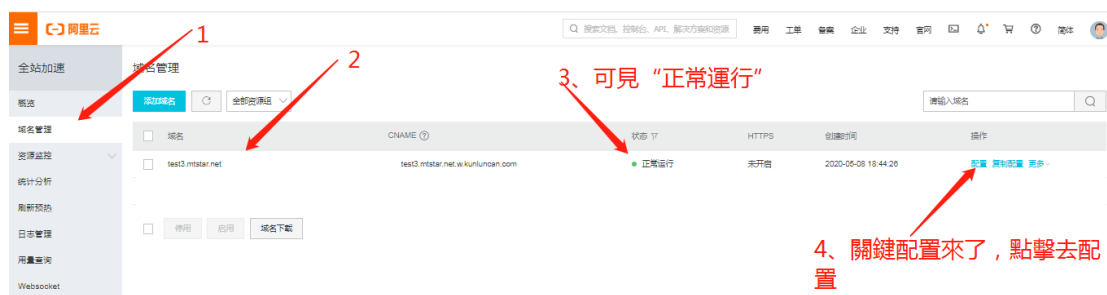 阿里云
搜索文档、控制台、API、解决方案和资源
费用 工单 备案 企业 支持 官网 简体
1
2
全站加速
域名管理
3、可見“正常運行”
概览
添加域名 全部资源组
请输入域名
域名管理
域名 CNAME 状态 HTTPS 创建时间 操作
资源监控
test3.mtstar.net test3.mtstar.net.w.kunluncan.com 正常运行 未开启 2020-05-08 18:44:26 配置 复制配置 更多
统计分析
刷新预热
停用 启用 域名下载
日志管理
4、關鍵配置來了，點擊去配
置
用量查询
Websocket